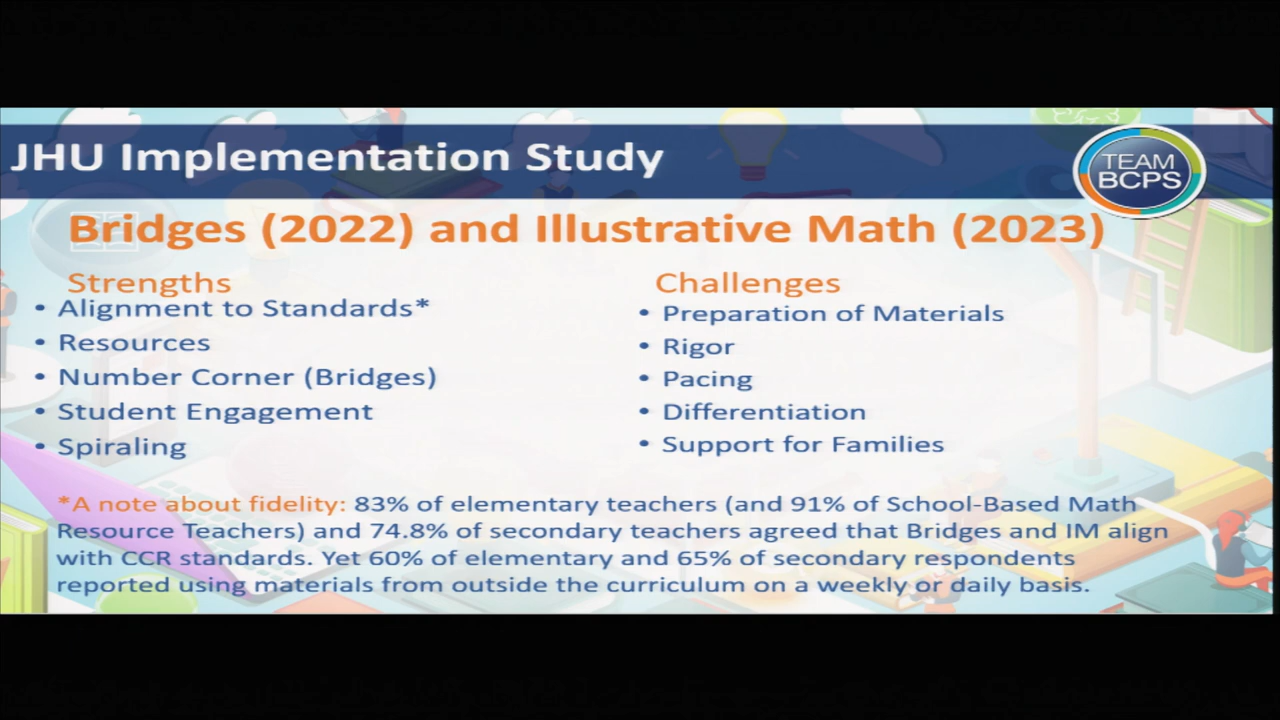 JHU Implementation Study
TEAM
BCPS
Bridges (2022) and Illustrative Math (2023)
Strengths
• Alignment to Standards*
• Resources
• Number Corner (Bridges)
• Student Engagement
• Spiraling
Challenges
• Preparation of Materials
• Rigor
• Pacing
• Differentiation
• Support for Families
*A note about fidelity: 83% of elementary teachers (and 91% of School-Based Math
Resource Teachers) and 74.8% of secondary teachers agreed that Bridges and IM align
with CCR standards. Yet 60% of elementary and 65% of secondary respondents
reported using materials from outside the curriculum on a weekly or daily basis.